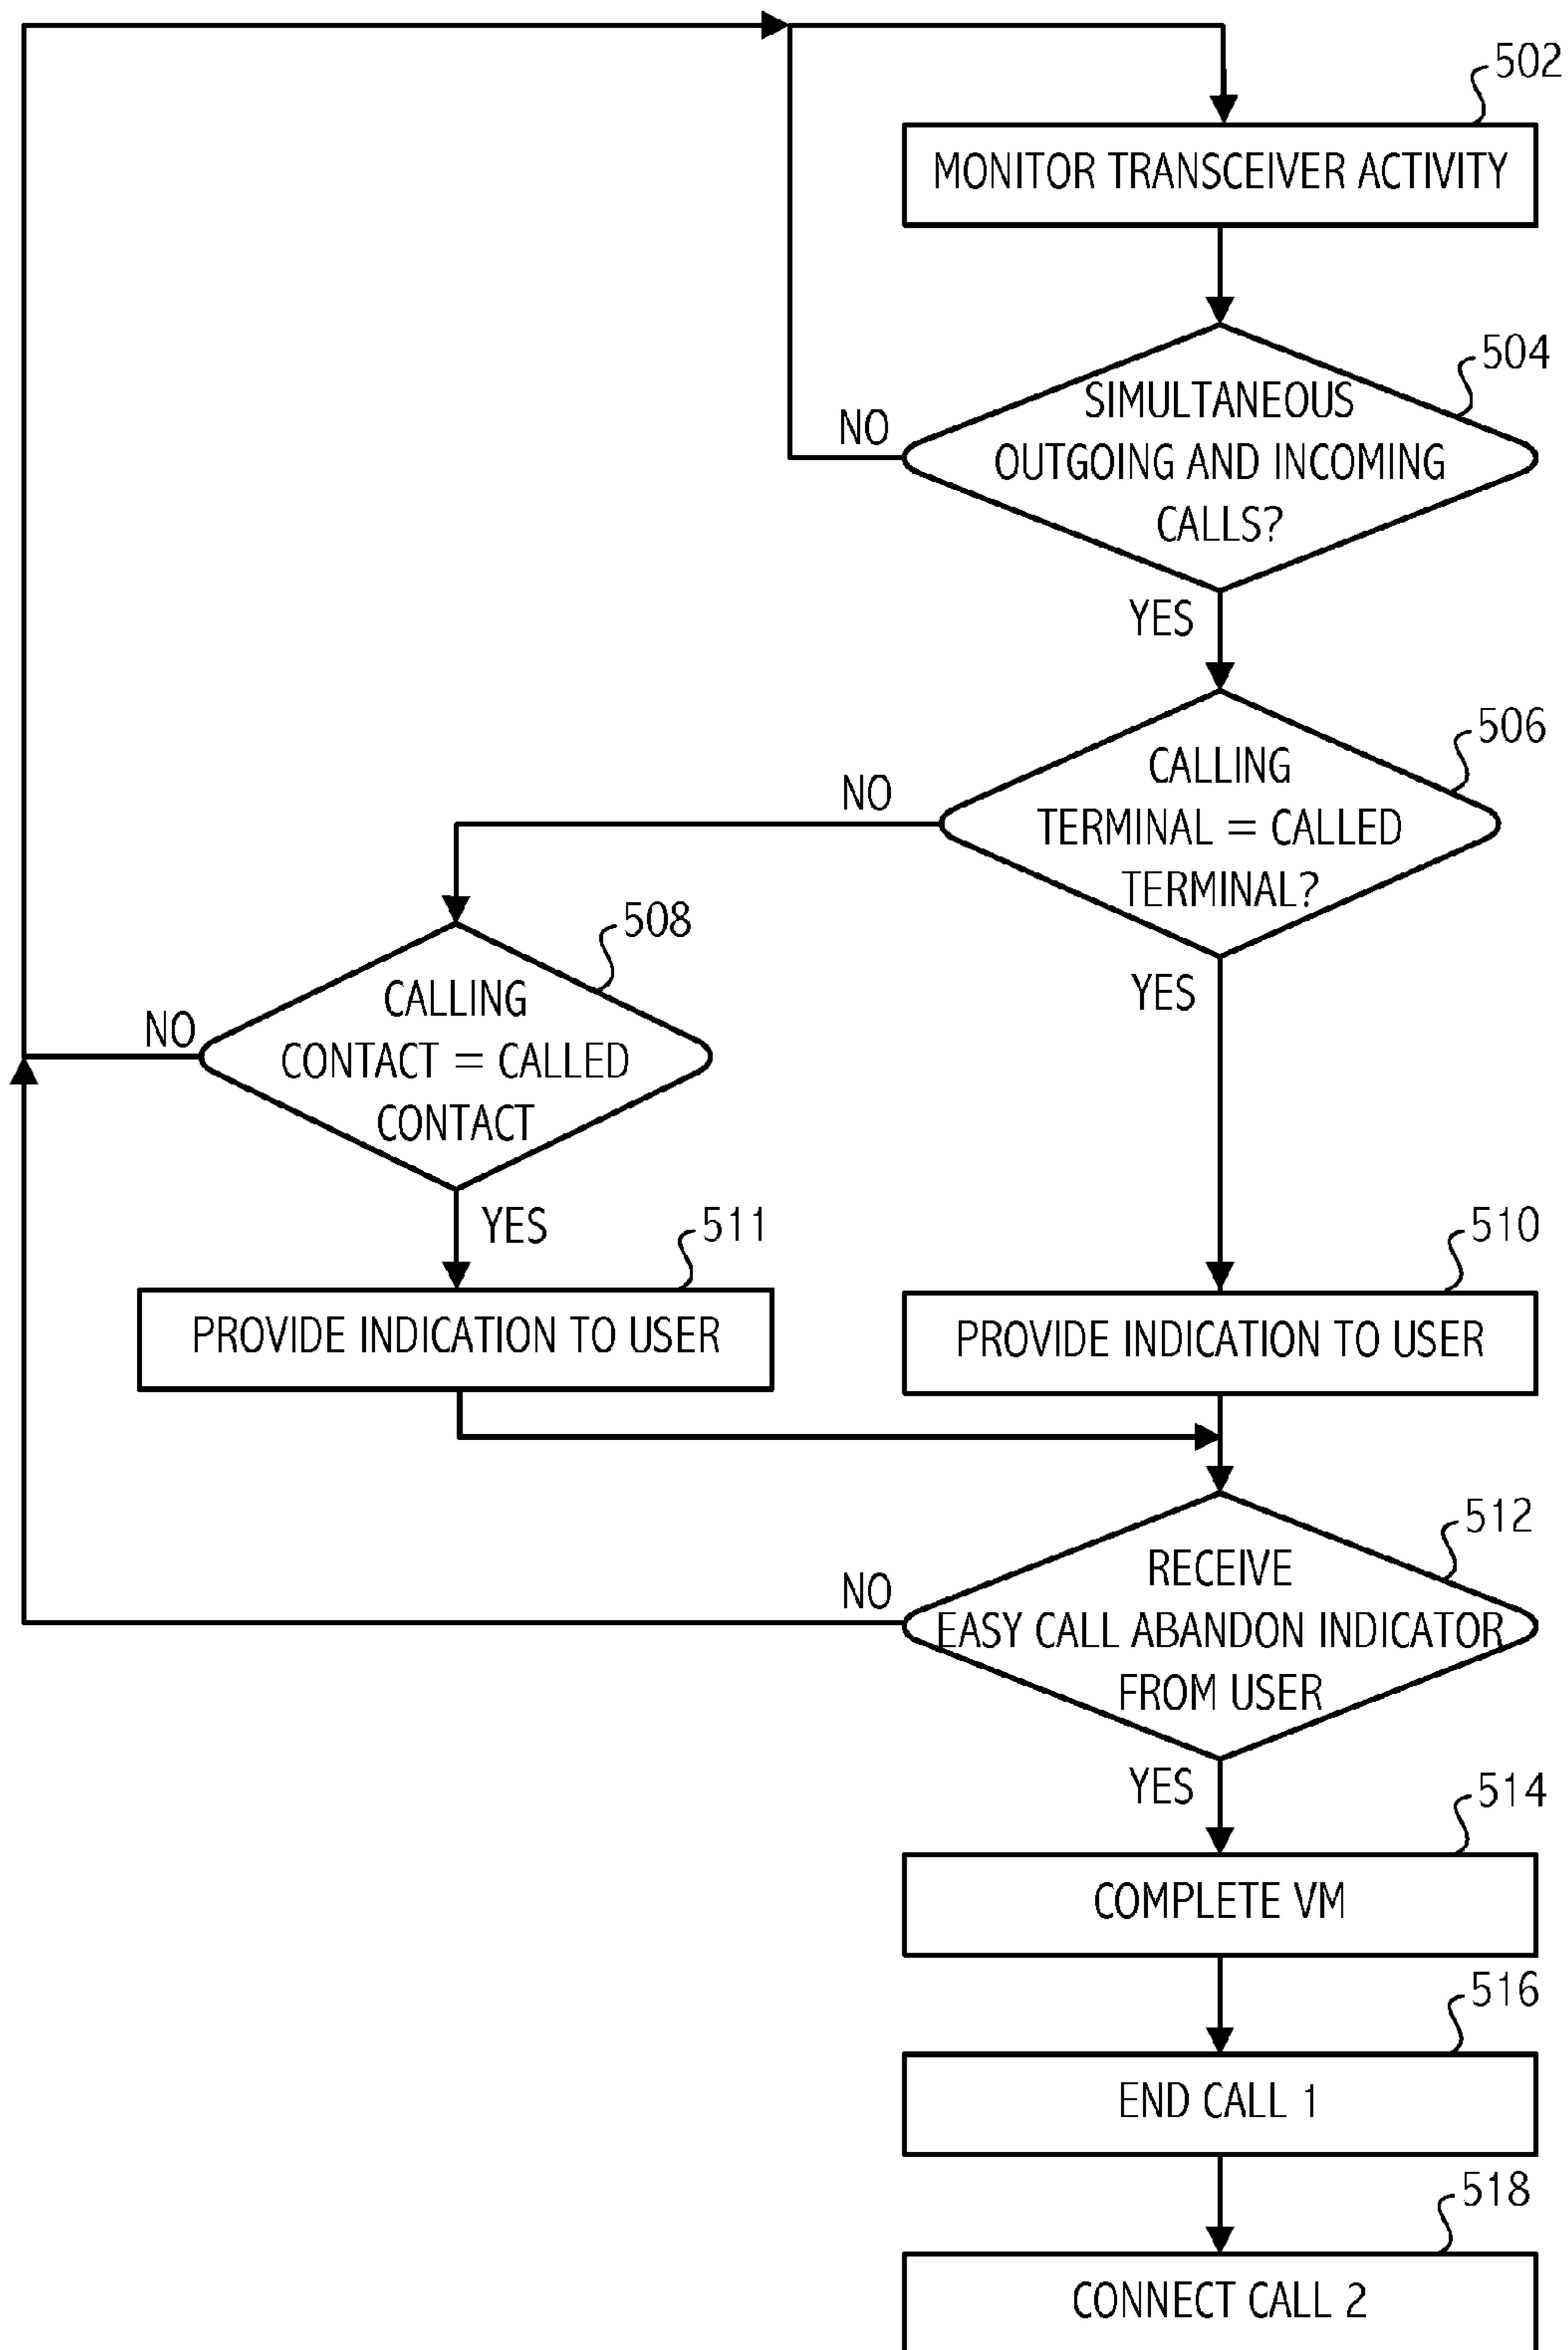 502
MONITOR TRANSCEIVER ACTIVITY
504
SIMULTANEOUS
OUTGOING AND INCOMING
CALLS?
NO
YES
506
CALLING
TERMINAL = CALLED
TERMINAL?
NO
YES
508
CALLING
CONTACT = CALLED
CONTACT
NO
YES
511
PROVIDE INDICATION TO USER
510
PROVIDE INDICATION TO USER
512
RECEIVE
EASY CALL ABANDON INDICATOR
FROM USER
NO
YES
514
COMPLETE VM
516
END CALL 1
518
CONNECT CALL 2